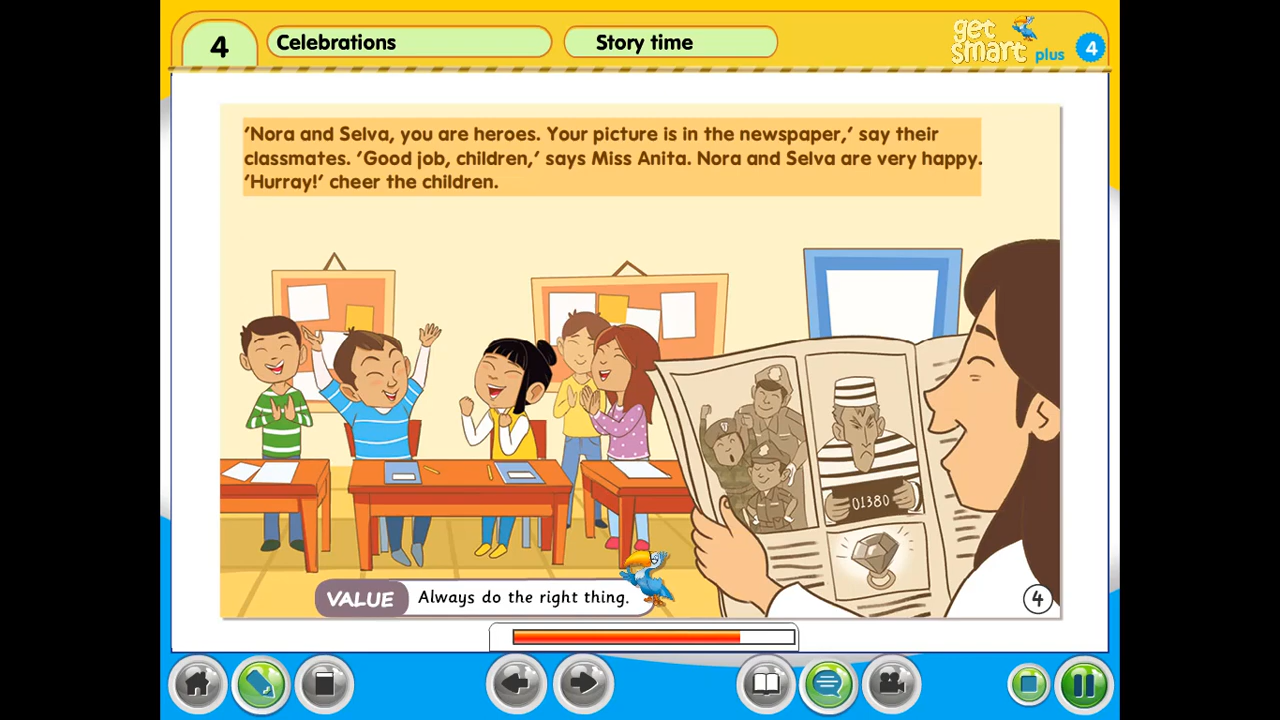 4
Celebrations
Story time
get
smart
plus
4
‘Nora and Selva, you are heroes. Your picture is in the newspaper,’ say their
classmates. ‘Good job, children,’ says Miss Anita. Nora and Selva are very happy.
‘Hurray!’ cheer the children.
01380
VALUE
Always do the right thing.
4